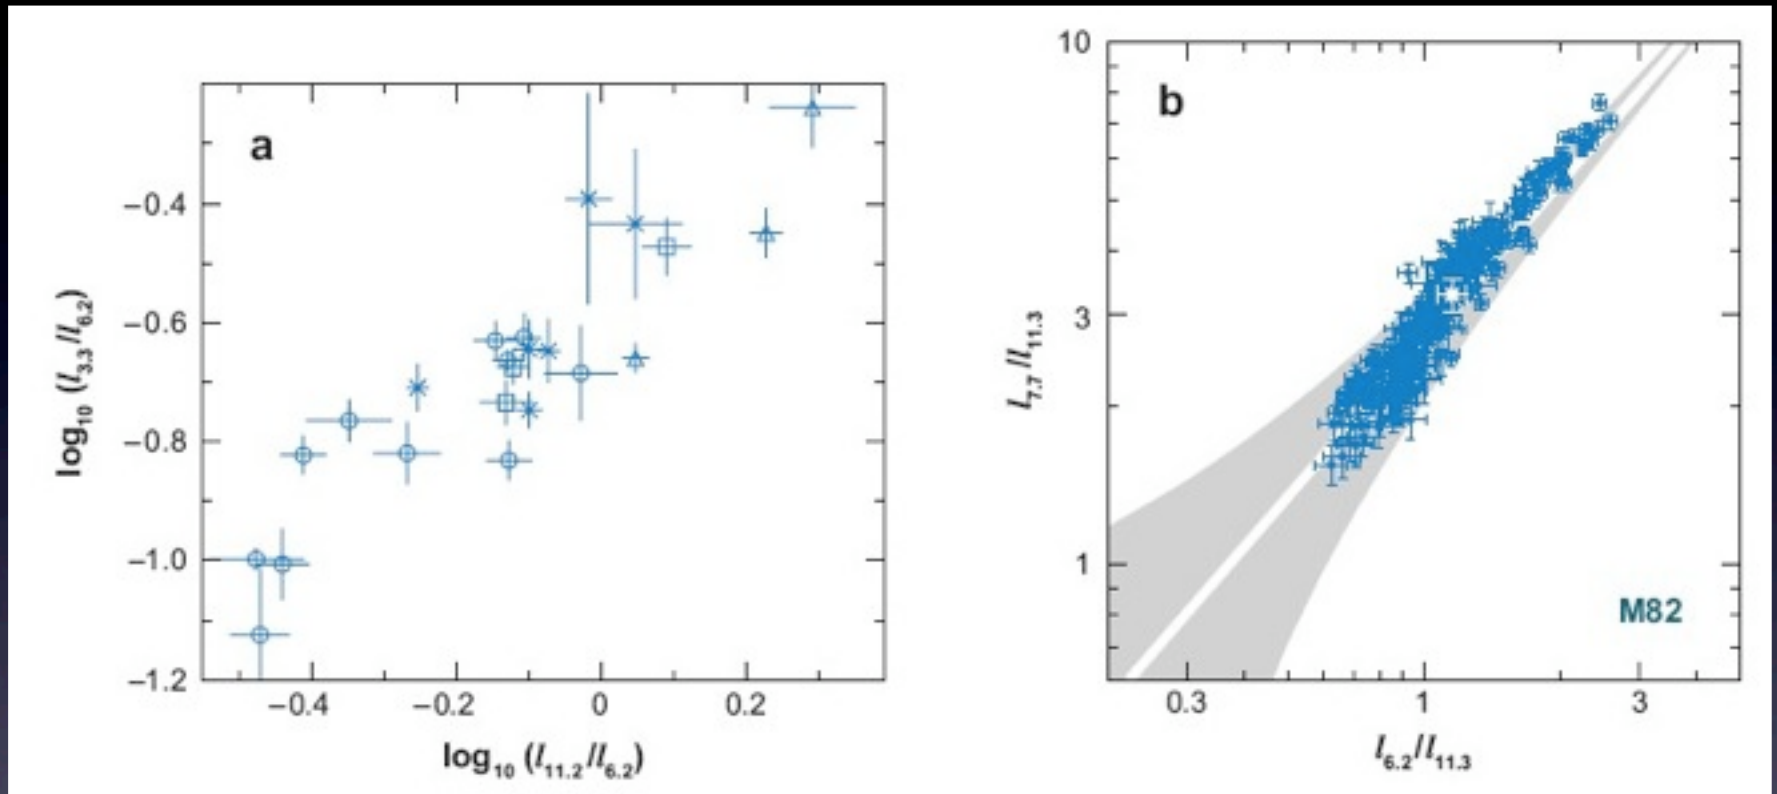 a
−0.4
−0.6
−0.8
−1.0
−1.2
−0.4
−0.2
0
0.2
log₁₀ (I₃.₃/I₆.₂)
log₁₀ (I₁₁.₂/I₆.₂)
b
10
3
1
0.3
1
3
I₇.₇/I₁₁.₃
I₆.₂/I₁₁.₃
M82